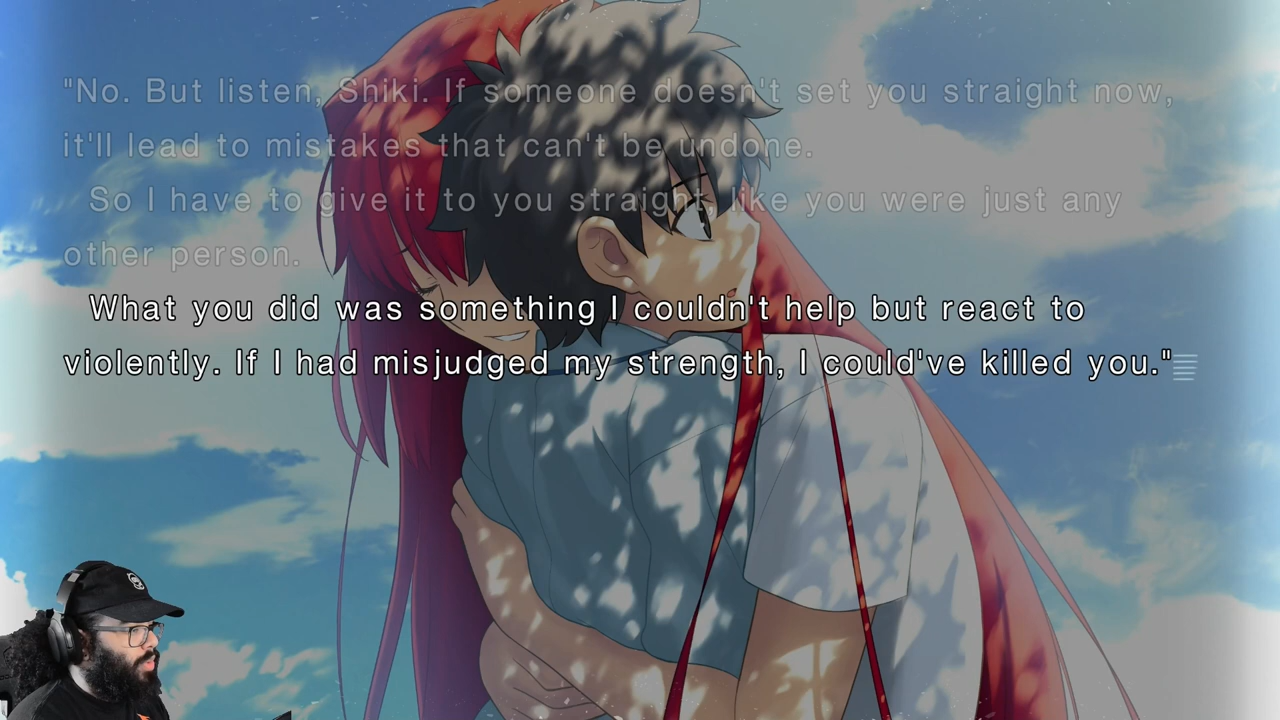 "No. But listen, Shiki. If someone doesn't set you straight now,
it'll lead to mistakes that can't be undone.
So I have to give it to you straight, like you were just any
other person.
What you did was something I couldn't help but react to
violently. If I had misjudged my strength, I could've killed you."